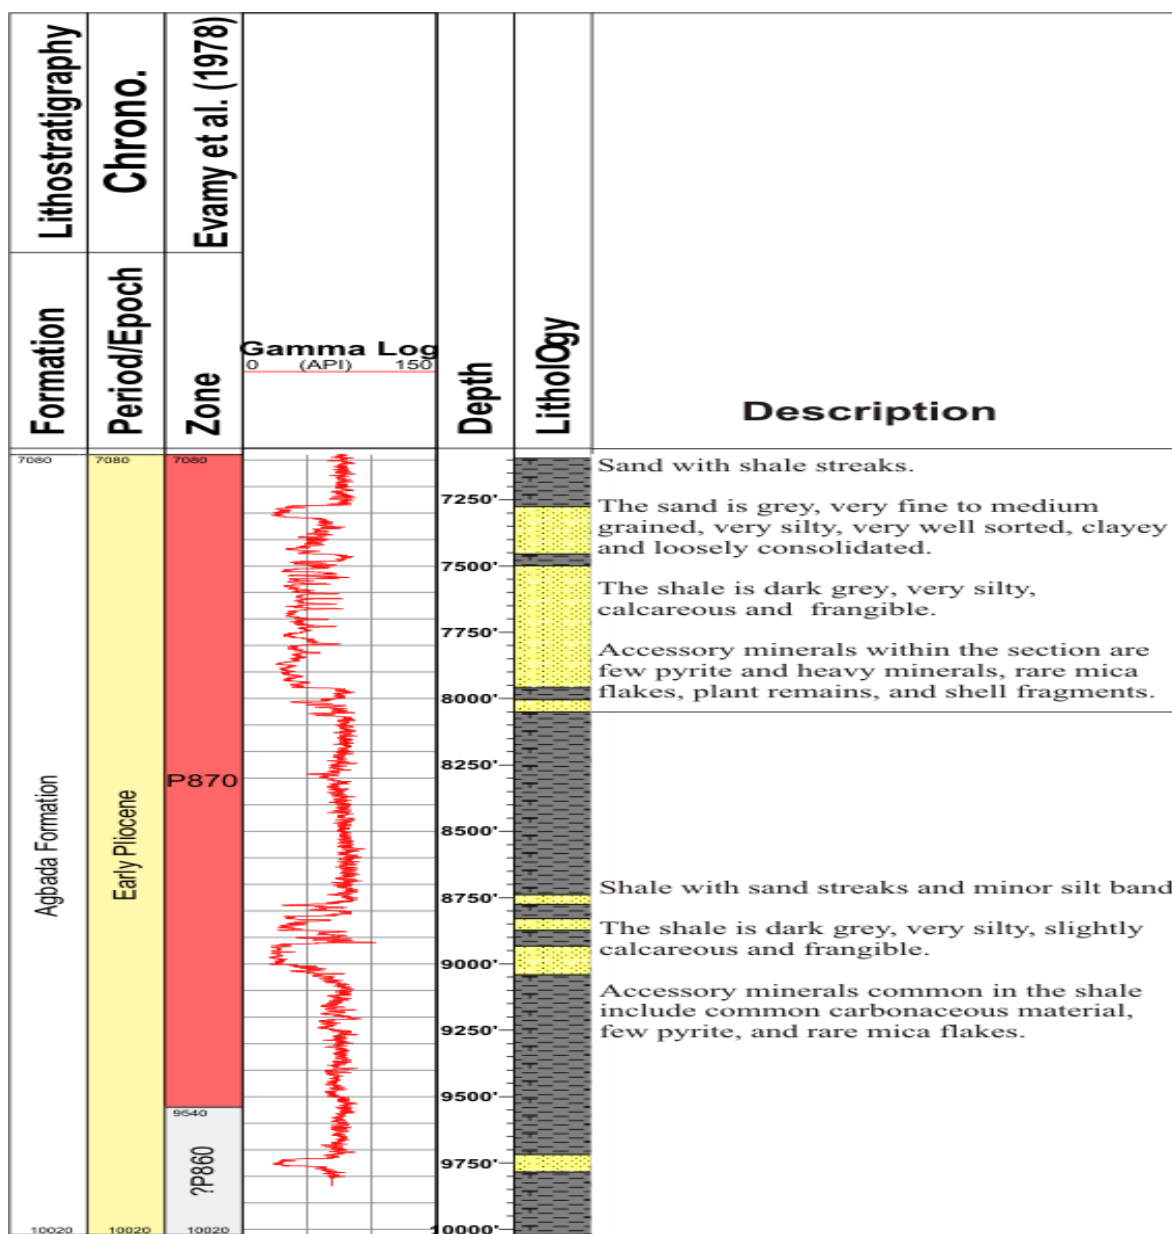 Lithostratigraphy
Chrono.
Evamy et al. (1978)
Formation
Period/Epoch
Zone
Gamma Log
0 (API) 150
Depth
LitholOgy
Description
7080
7080
7080
Agbada Formation
Early Pliocene
P870
9540
?P860
10020
10020
10020
7250'
7500'
7750'
8000'
8250'
8500'
8750'
9000'
9250'
9500'
9750'
10000'
Sand with shale streaks.
The sand is grey, very fine to medium
grained, very silty, very well sorted, clayey
and loosely consolidated.
The shale is dark grey, very silty,
calcareous and frangible.
Accessory minerals within the section are
few pyrite and heavy minerals, rare mica
flakes, plant remains, and shell fragments.
Shale with sand streaks and minor silt band
The shale is dark grey, very silty, slightly
calcareous and frangible.
Accessory minerals common in the shale
include common carbonaceous material,
few pyrite, and rare mica flakes.